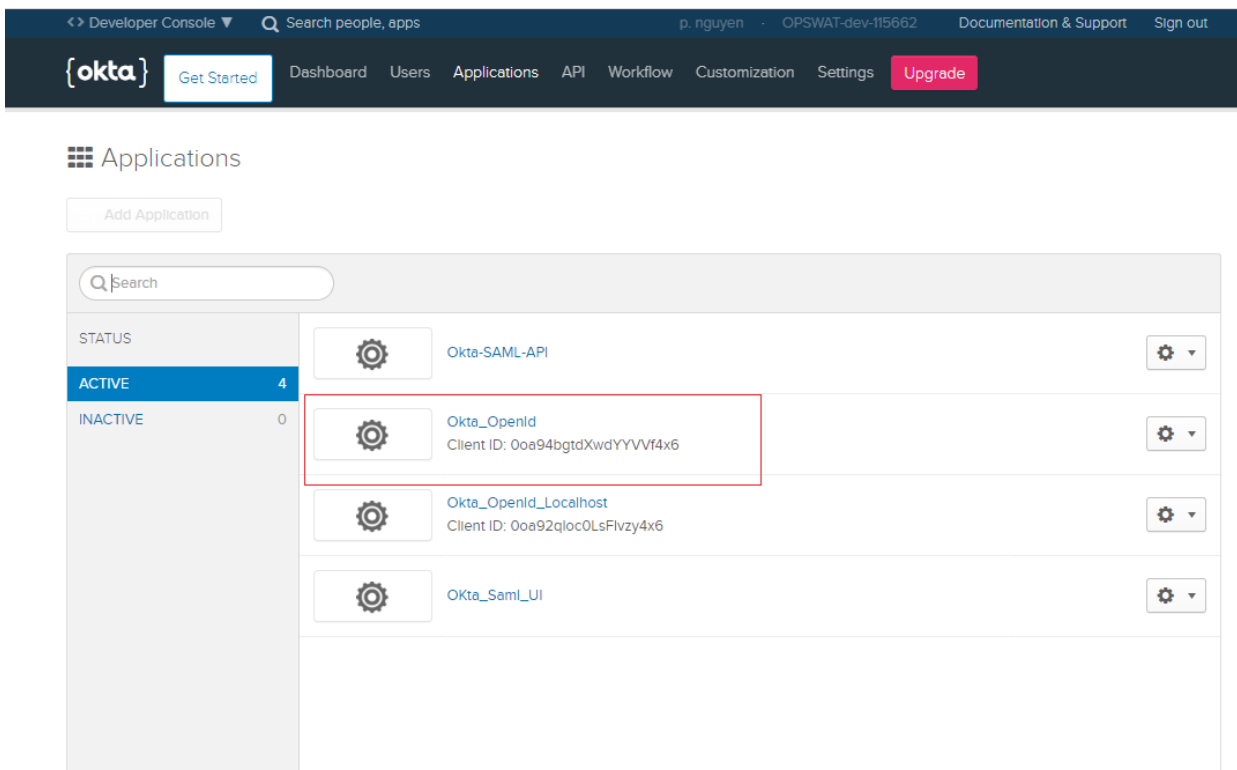 <> Developer Console ▼ Search people, apps p. nguyen - OPSWAT-dev-115662 Documentation & Support Sign out
{okta} Get Started Dashboard Users Applications API Workflow Customization Settings Upgrade
Applications
Add Application
Search
STATUS
ACTIVE 4
INACTIVE 0
Okta-SAML-API
Okta_OpenId
Client ID: 0oa94bgtdXwdYYVVf4x6
Okta_OpenId_Localhost
Client ID: 0oa92qloc0LsFlvzy4x6
OKta_Saml_UI